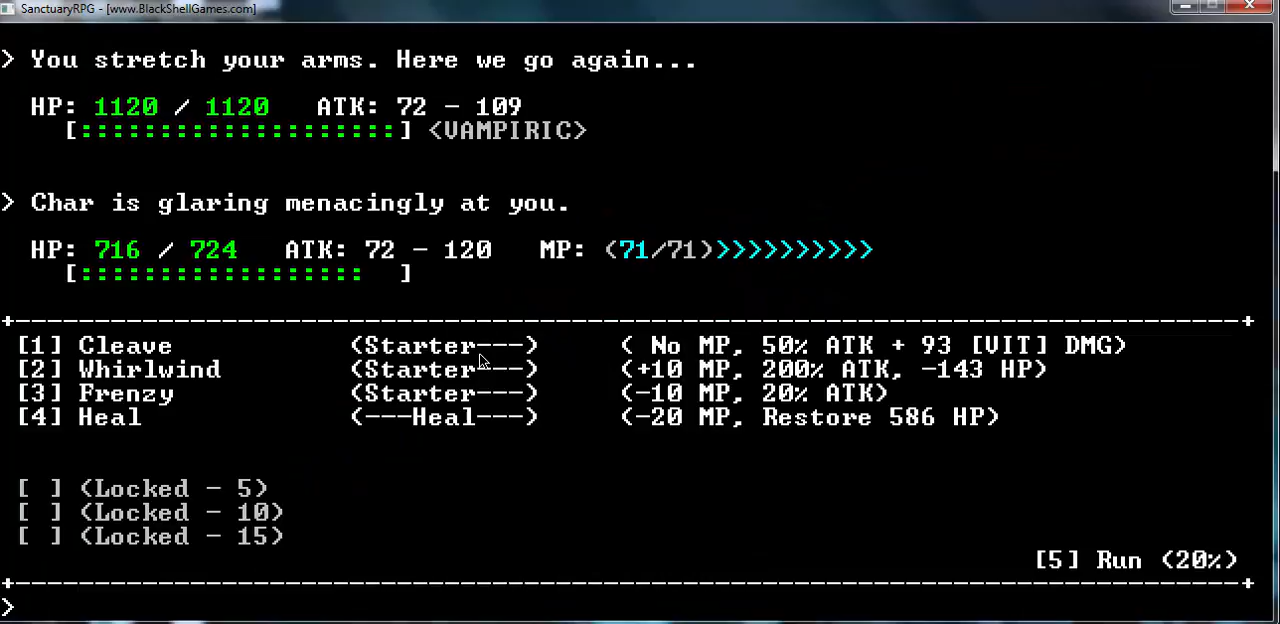 SanctuaryRPG - [www.BlackShellGames.com]
> You stretch your arms. Here we go again...
HP: 1120 / 1120 ATK: 72 - 109
[::::::::::::::::::::] <VAMPIRIC>
> Char is glaring menacingly at you.
HP: 716 / 724 ATK: 72 - 120 MP: (71/71)>>>>>>>>>>
[:::::::::::::::::: ]
+------------------------------------------------------------------------------+
[1] Cleave (Starter---) ( No MP, 50% ATK + 93 [VIT] DMG)
[2] Whirlwind (Starter---) (+10 MP, 200% ATK, -143 HP)
[3] Frenzy (Starter---) (-10 MP, 20% ATK)
[4] Heal (---Heal---) (-20 MP, Restore 586 HP)
[ ] (Locked - 5)
[ ] (Locked - 10)
[ ] (Locked - 15)
[5] Run (20%)
+------------------------------------------------------------------------------+
>